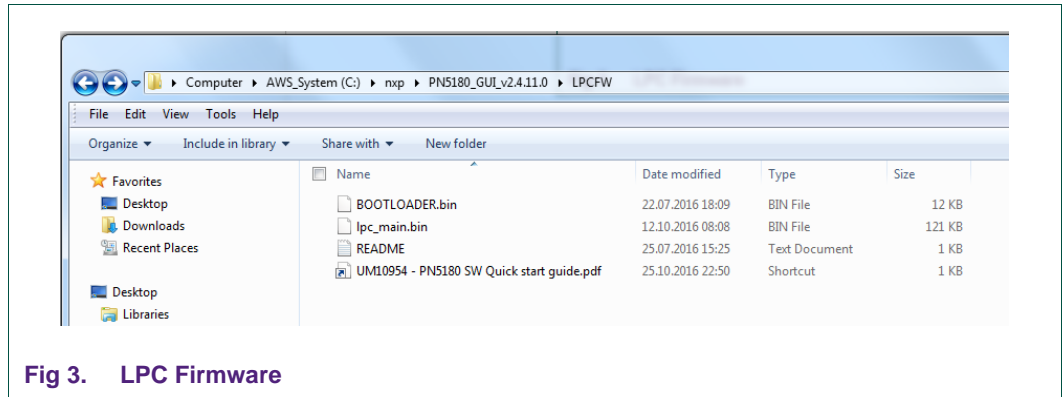 Computer ▸ AWS_System (C:) ▸ nxp ▸ PN5180_GUI_v2.4.11.0 ▸ LPCFW
File Edit View Tools Help
Organize Include in library Share with New folder
Favorites
Desktop
Downloads
Recent Places
Desktop
Libraries
Name Date modified Type Size
BOOTLOADER.bin 22.07.2016 18:09 BIN File 12 KB
lpc_main.bin 12.10.2016 08:08 BIN File 121 KB
README 25.07.2016 15:25 Text Document 1 KB
UM10954 - PN5180 SW Quick start guide.pdf 25.10.2016 22:50 Shortcut 1 KB
Fig 3. LPC Firmware